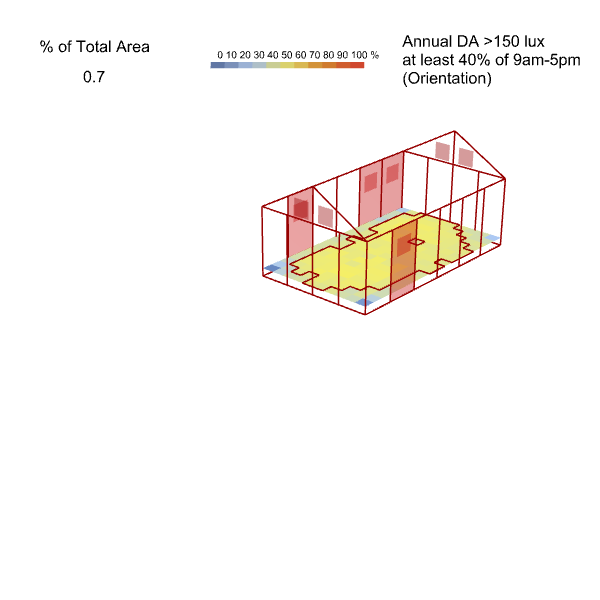 % of Total Area
0.7
0 10 20 30 40 50 60 70 80 90 100 %
Annual DA >150 lux
at least 40% of 9am-5pm
(Orientation)